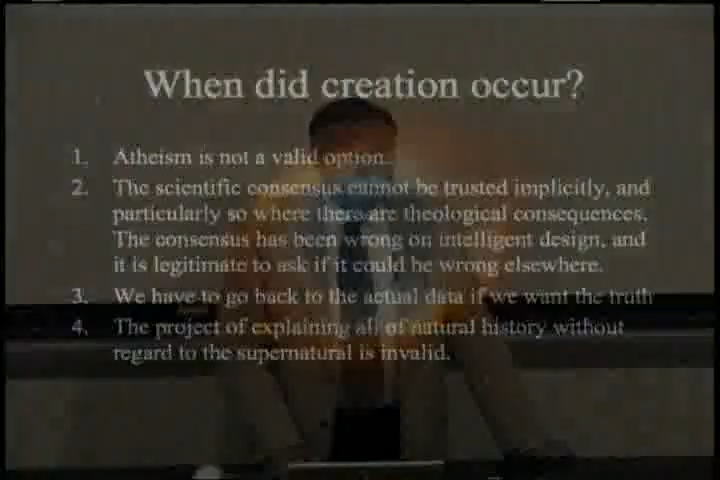 When did creation occur?
1. Atheism is not a valid option.
2. The scientific consensus cannot be trusted implicitly, and
particularly so where there are theological consequences.
The consensus has been wrong on intelligent design, and
it is legitimate to ask if it could be wrong elsewhere.
3. We have to go back to the actual data if we want the truth
4. The project of explaining all of natural history without
regard to the supernatural is invalid.